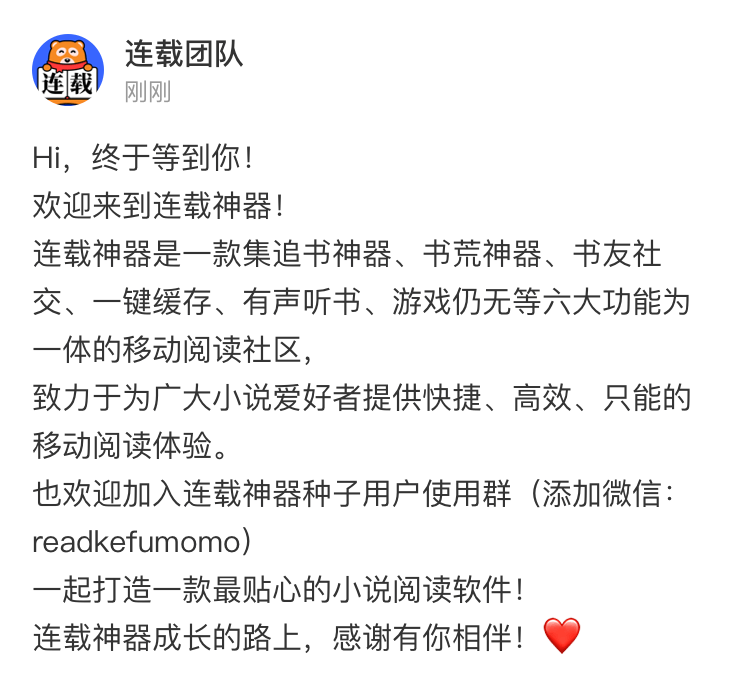 连载
连载团队
刚刚
Hi，终于等到你！
欢迎来到连载神器！
连载神器是一款集追书神器、书荒神器、书友社
交、一键缓存、有声听书、游戏仍无等六大功能为
一体的移动阅读社区，
致力于为广大小说爱好者提供快捷、高效、只能的
移动阅读体验。
也欢迎加入连载神器种子用户使用群（添加微信：
readkefumomo）
一起打造一款最贴心的小说阅读软件！
连载神器成长的路上，感谢有你相伴！❤️